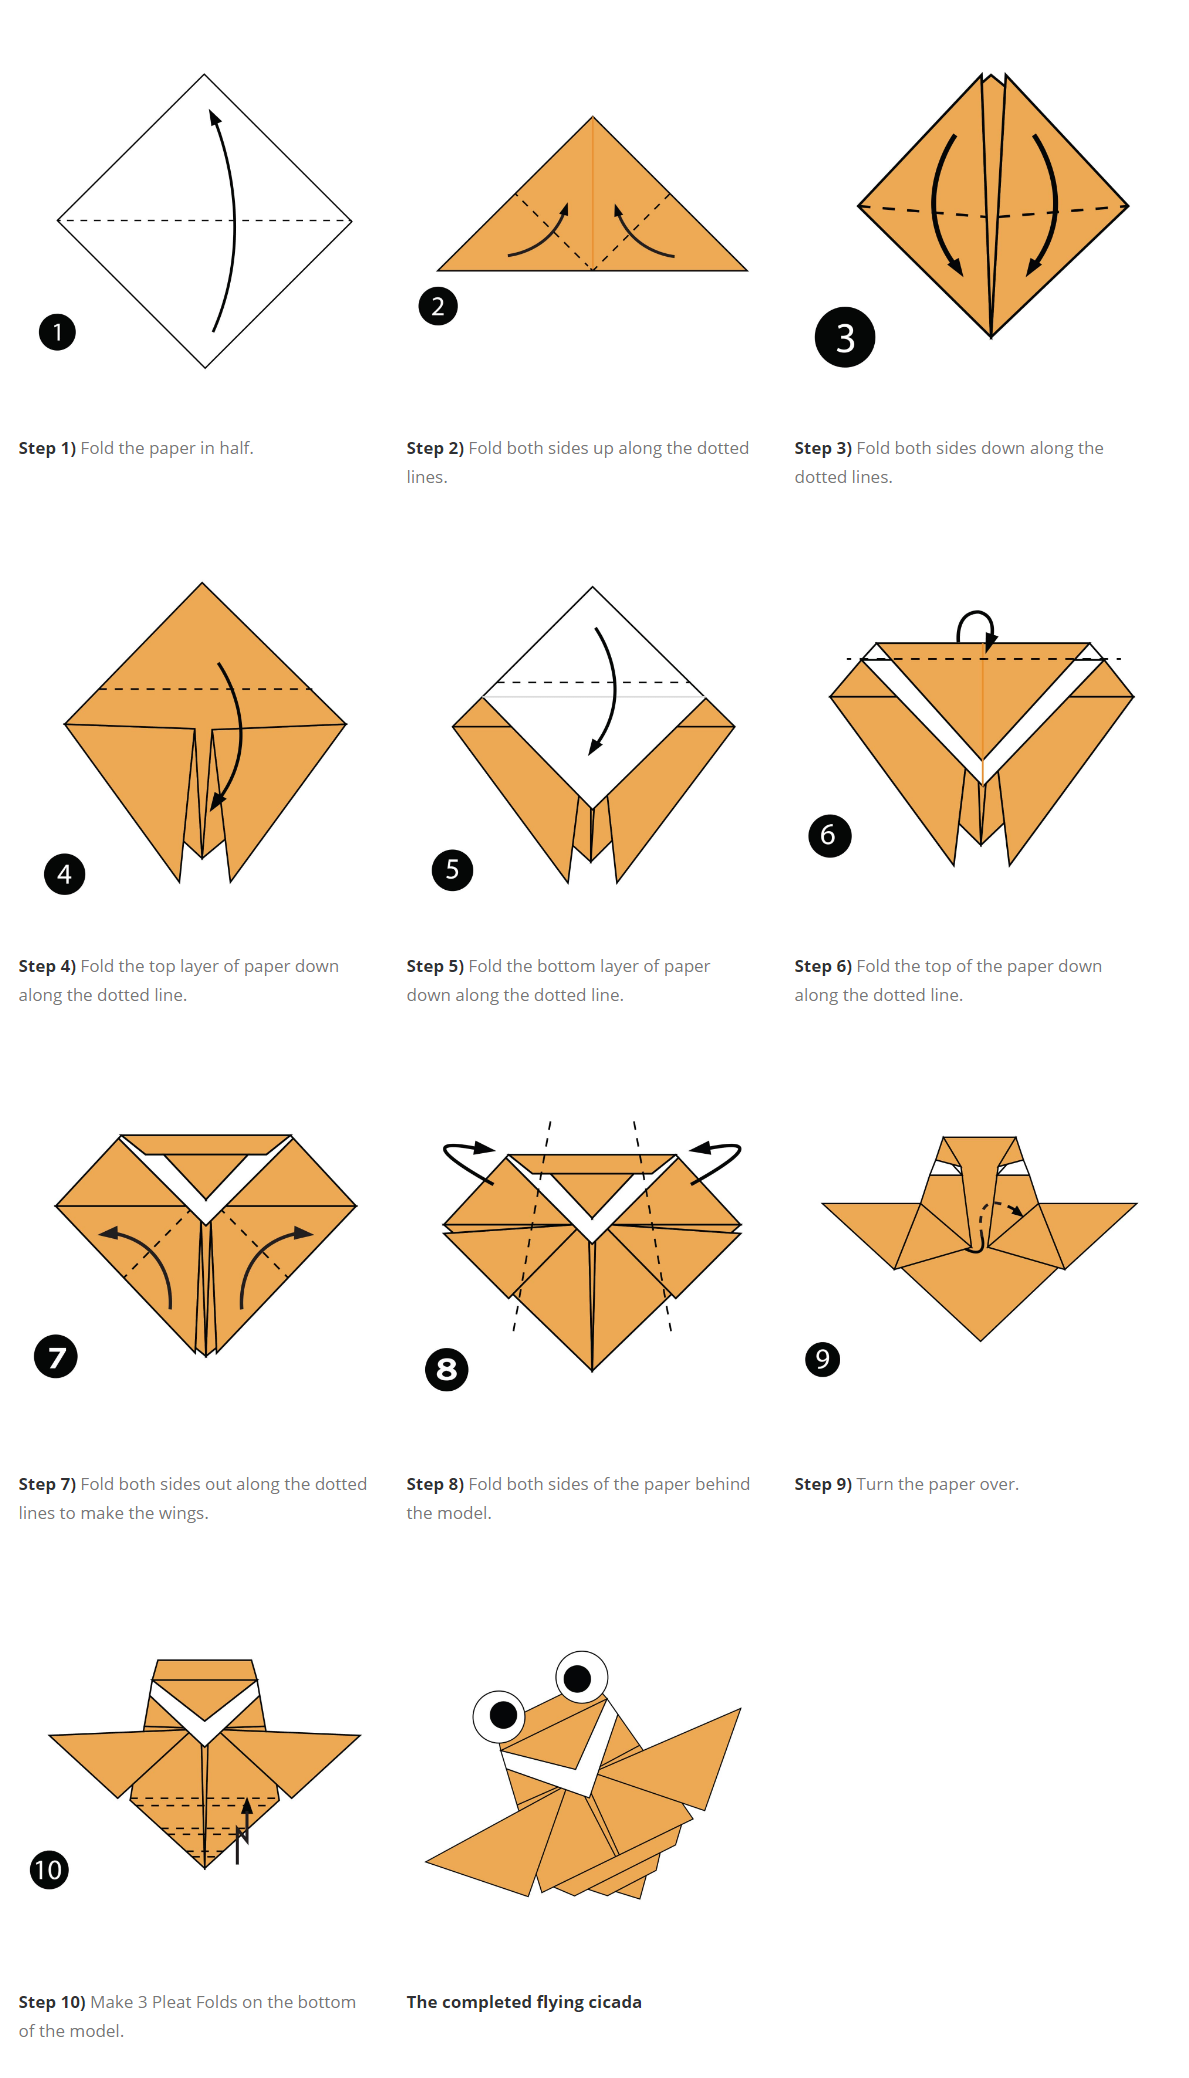 1
2
3
Step 1) Fold the paper in half.
Step 2) Fold both sides up along the dotted
lines.
Step 3) Fold both sides down along the
dotted lines.
4
5
6
Step 4) Fold the top layer of paper down
along the dotted line.
Step 5) Fold the bottom layer of paper
down along the dotted line.
Step 6) Fold the top of the paper down
along the dotted line.
7
8
9
Step 7) Fold both sides out along the dotted
lines to make the wings.
Step 8) Fold both sides of the paper behind
the model.
Step 9) Turn the paper over.
10
Step 10) Make 3 Pleat Folds on the bottom
of the model.
The completed flying cicada